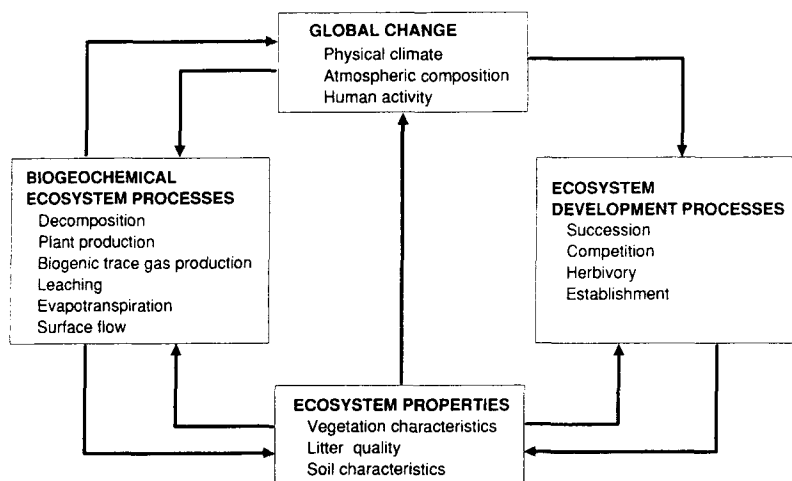 GLOBAL CHANGE
Physical climate
Atmospheric composition
Human activity
BIOGEOCHEMICAL
ECOSYSTEM PROCESSES
Decomposition
Plant production
Biogenic trace gas production
Leaching
Evapotranspiration
Surface flow
ECOSYSTEM
DEVELOPMENT PROCESSES
Succession
Competition
Herbivory
Establishment
ECOSYSTEM PROPERTIES
Vegetation characteristics
Litter quality
Soil characteristics